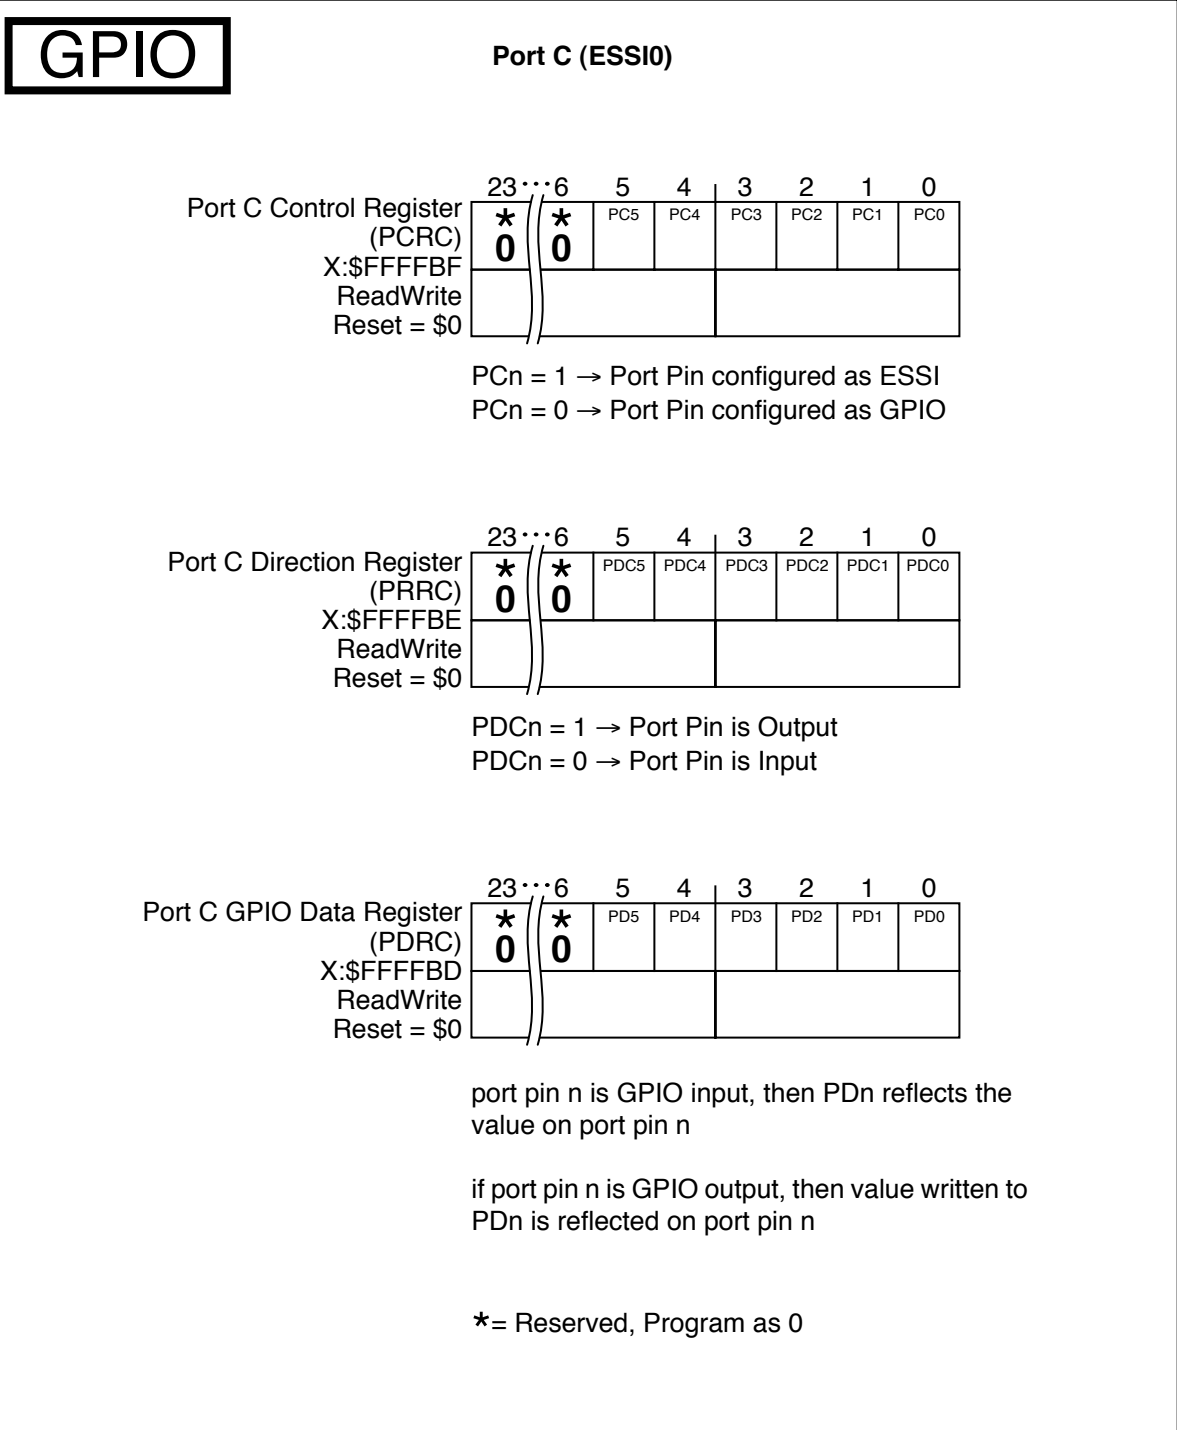 GPIO
Port C (ESSI0)
Port C Control Register
(PCRC)
X:$FFFFBF
ReadWrite
Reset = $0
23 ··· 6 5 4 3 2 1 0
* * PC5 PC4 PC3 PC2 PC1 PC0
0 0
PCn = 1 → Port Pin configured as ESSI
PCn = 0 → Port Pin configured as GPIO
Port C Direction Register
(PRRC)
X:$FFFFBE
ReadWrite
Reset = $0
23 ··· 6 5 4 3 2 1 0
* * PDC5 PDC4 PDC3 PDC2 PDC1 PDC0
0 0
PDCn = 1 → Port Pin is Output
PDCn = 0 → Port Pin is Input
Port C GPIO Data Register
(PDRC)
X:$FFFFBD
ReadWrite
Reset = $0
23 ··· 6 5 4 3 2 1 0
* * PD5 PD4 PD3 PD2 PD1 PD0
0 0
port pin n is GPIO input, then PDn reflects the
value on port pin n
if port pin n is GPIO output, then value written to
PDn is reflected on port pin n
*= Reserved, Program as 0